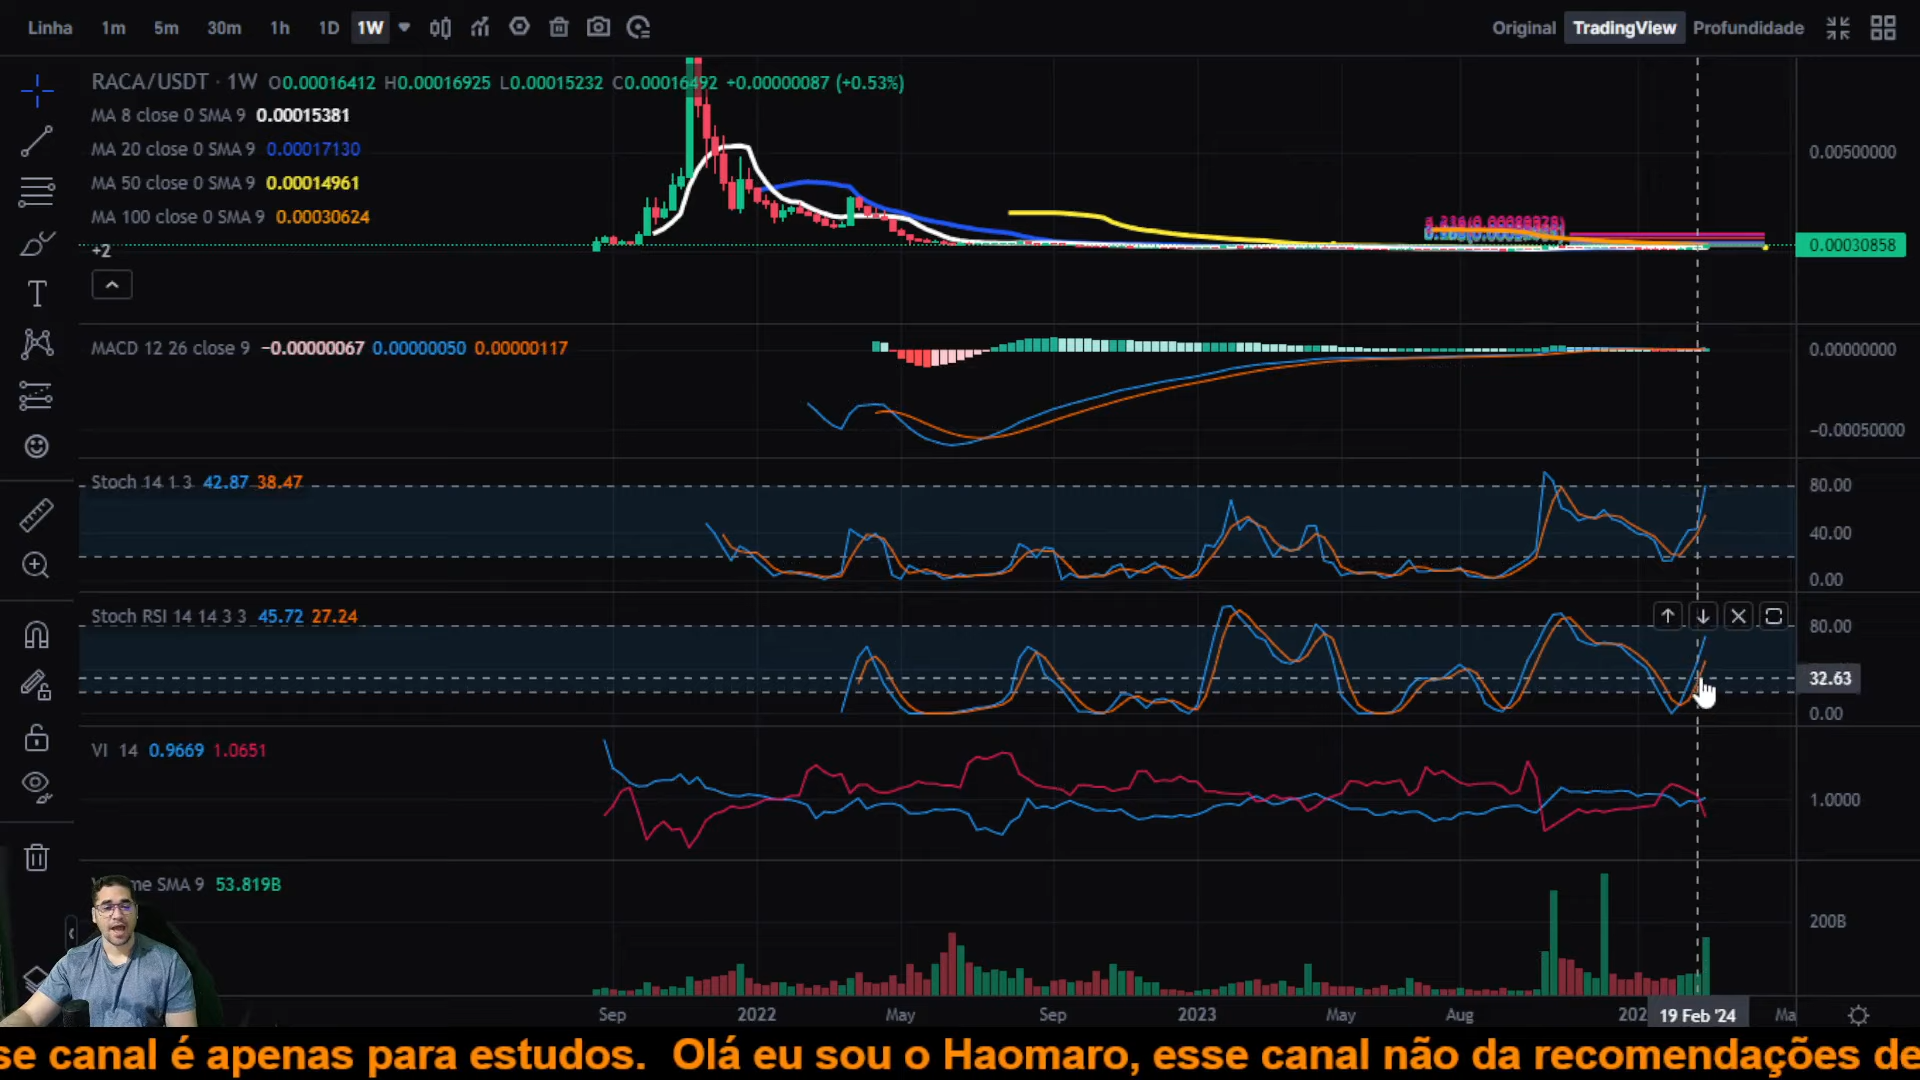 Linha 1m 5m 30m 1h 1D 1W Original TradingView Profundidade
RACA/USDT · 1W O0.00016412 H0.00016925 L0.00015232 C0.00016492 +0.00000087 (+0.53%)
MA 8 close 0 SMA 9 0.00015381
MA 20 close 0 SMA 9 0.00017130
MA 50 close 0 SMA 9 0.00014961
MA 100 close 0 SMA 9 0.00030624
+2
0.00500000
0.00030858
MACD 12 26 close 9 −0.00000067 0.00000050 0.00000117
0.00000000
−0.00050000
Stoch 14 1 3 42.87 38.47
80.00
40.00
0.00
Stoch RSI 14 14 3 3 45.72 27.24
80.00
32.63
0.00
VI 14 0.9669 1.0651
1.0000
me SMA 9 53.819B
200B
Sep 2022 May Sep 2023 May Aug 202 19 Feb '24 Ma
se canal é apenas para estudos. Olá eu sou o Haomaro, esse canal não da recomendações de